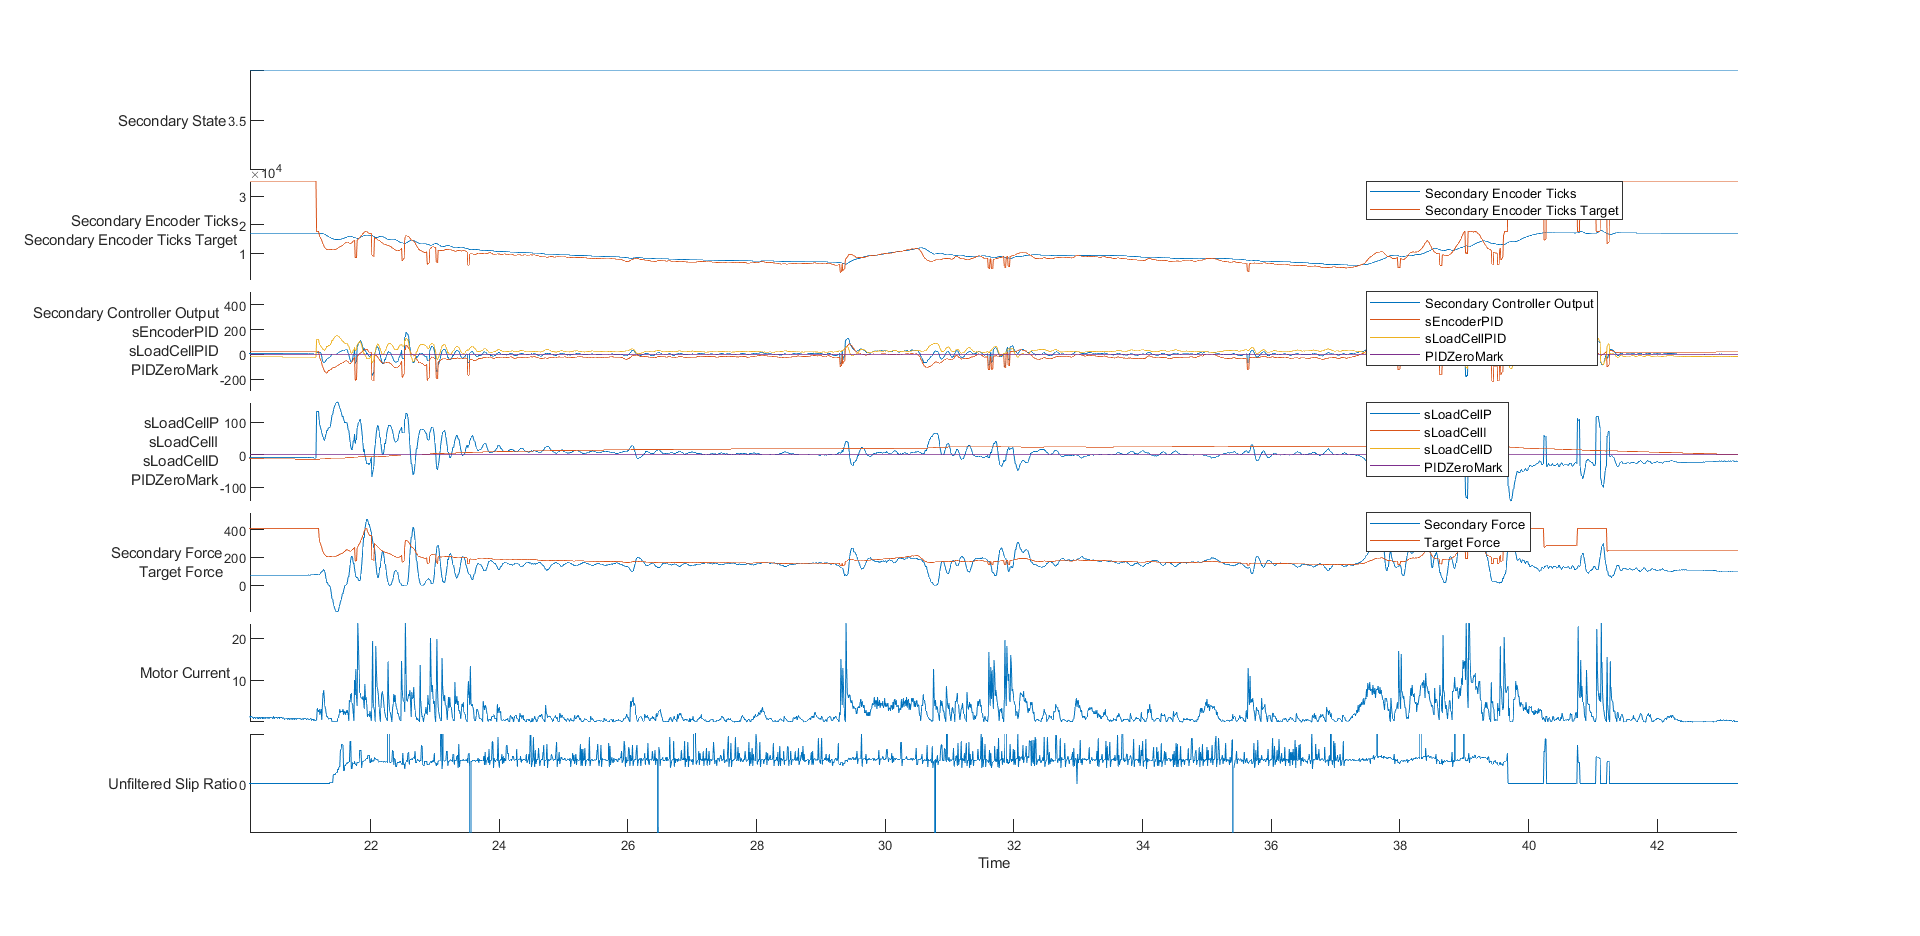 Secondary State 3.5
×10^4
3
Secondary Encoder Ticks 2
Secondary Encoder Ticks Target
1
Secondary Encoder Ticks
Secondary Encoder Ticks Target
Secondary Controller Output 400
sEncoderPID 200
sLoadCellPID 0
PIDZeroMark -200
Secondary Controller Output
sEncoderPID
sLoadCellPID
PIDZeroMark
sLoadCellP 100
sLoadCellI 0
sLoadCellD
PIDZeroMark -100
sLoadCellP
sLoadCellI
sLoadCellD
PIDZeroMark
400
Secondary Force 200
Target Force 0
Secondary Force
Target Force
20
Motor Current
10
Unfiltered Slip Ratio 0
22 24 26 28 30 32 34 36 38 40 42
Time